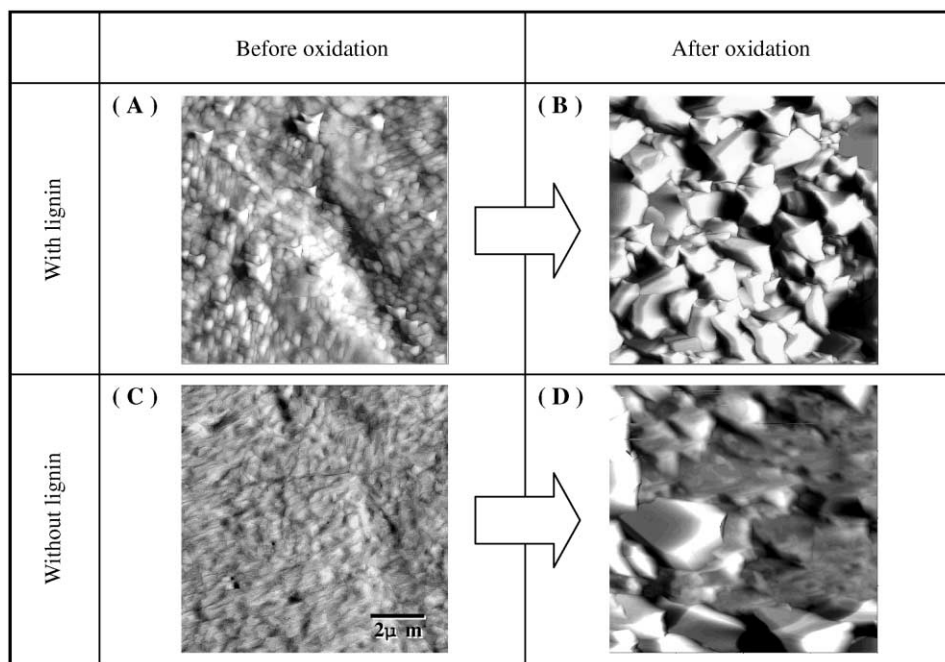 Before oxidation
After oxidation
With lignin
( A )
( B )
Without lignin
( C )
( D )
2μ m